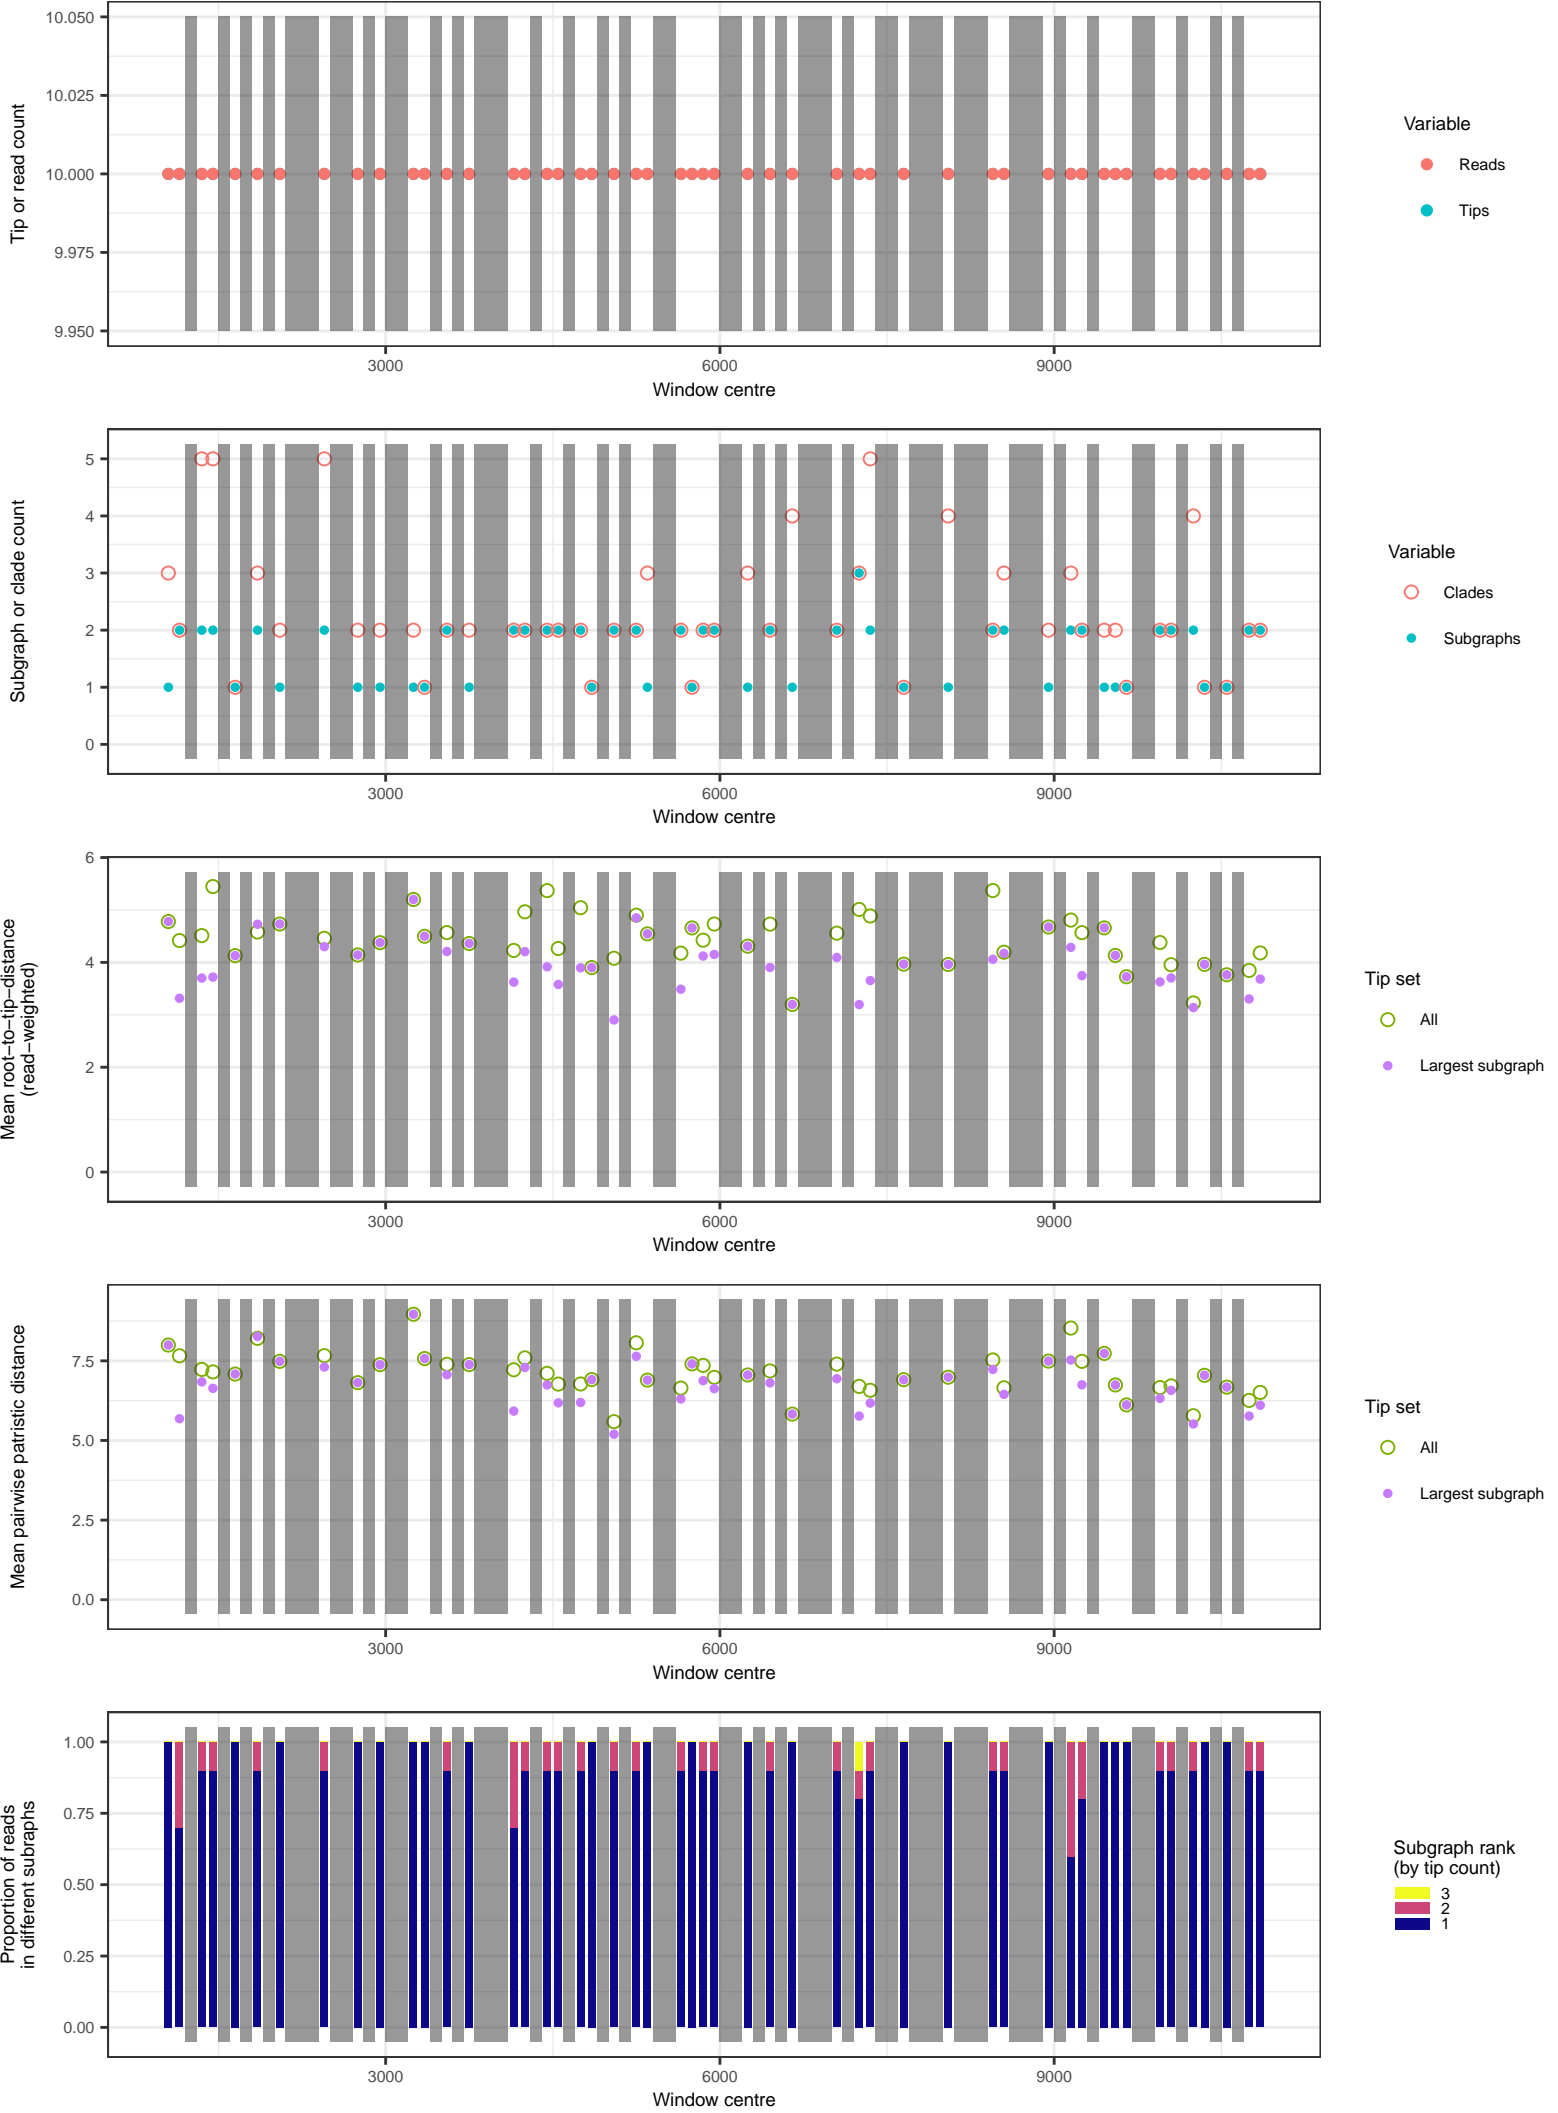 10.050
10.025
10.000
9.975
9.950
Tip or read count
3000 6000 9000
Window centre
Variable
Reads
Tips
5
4
3
2
1
0
Subgraph or clade count
3000 6000 9000
Window centre
Variable
Clades
Subgraphs
6
4
2
0
Mean root−to−tip−distance
(read−weighted)
3000 6000 9000
Window centre
Tip set
All
Largest subgraph
7.5
5.0
2.5
0.0
Mean pairwise patristic distance
3000 6000 9000
Window centre
Tip set
All
Largest subgraph
1.00
0.75
0.50
0.25
0.00
Proportion of reads
in different subraphs
3000 6000 9000
Window centre
Subgraph rank
(by tip count)
3
2
1